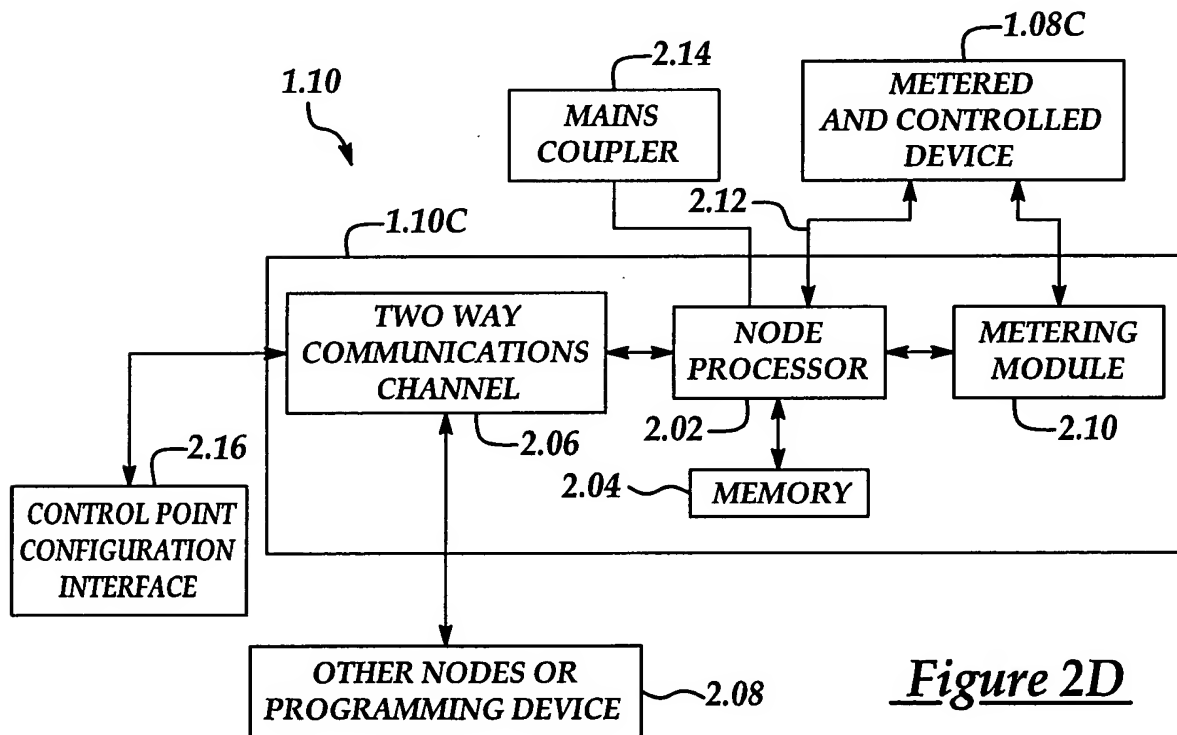 1.10
2.14
1.08C
MAINS
COUPLER
METERED
AND CONTROLLED
DEVICE
2.12
1.10C
TWO WAY
COMMUNICATIONS
CHANNEL
NODE
PROCESSOR
METERING
MODULE
2.06
2.02
2.10
2.16
2.04
MEMORY
CONTROL POINT
CONFIGURATION
INTERFACE
OTHER NODES OR
PROGRAMMING DEVICE
2.08
Figure 2D